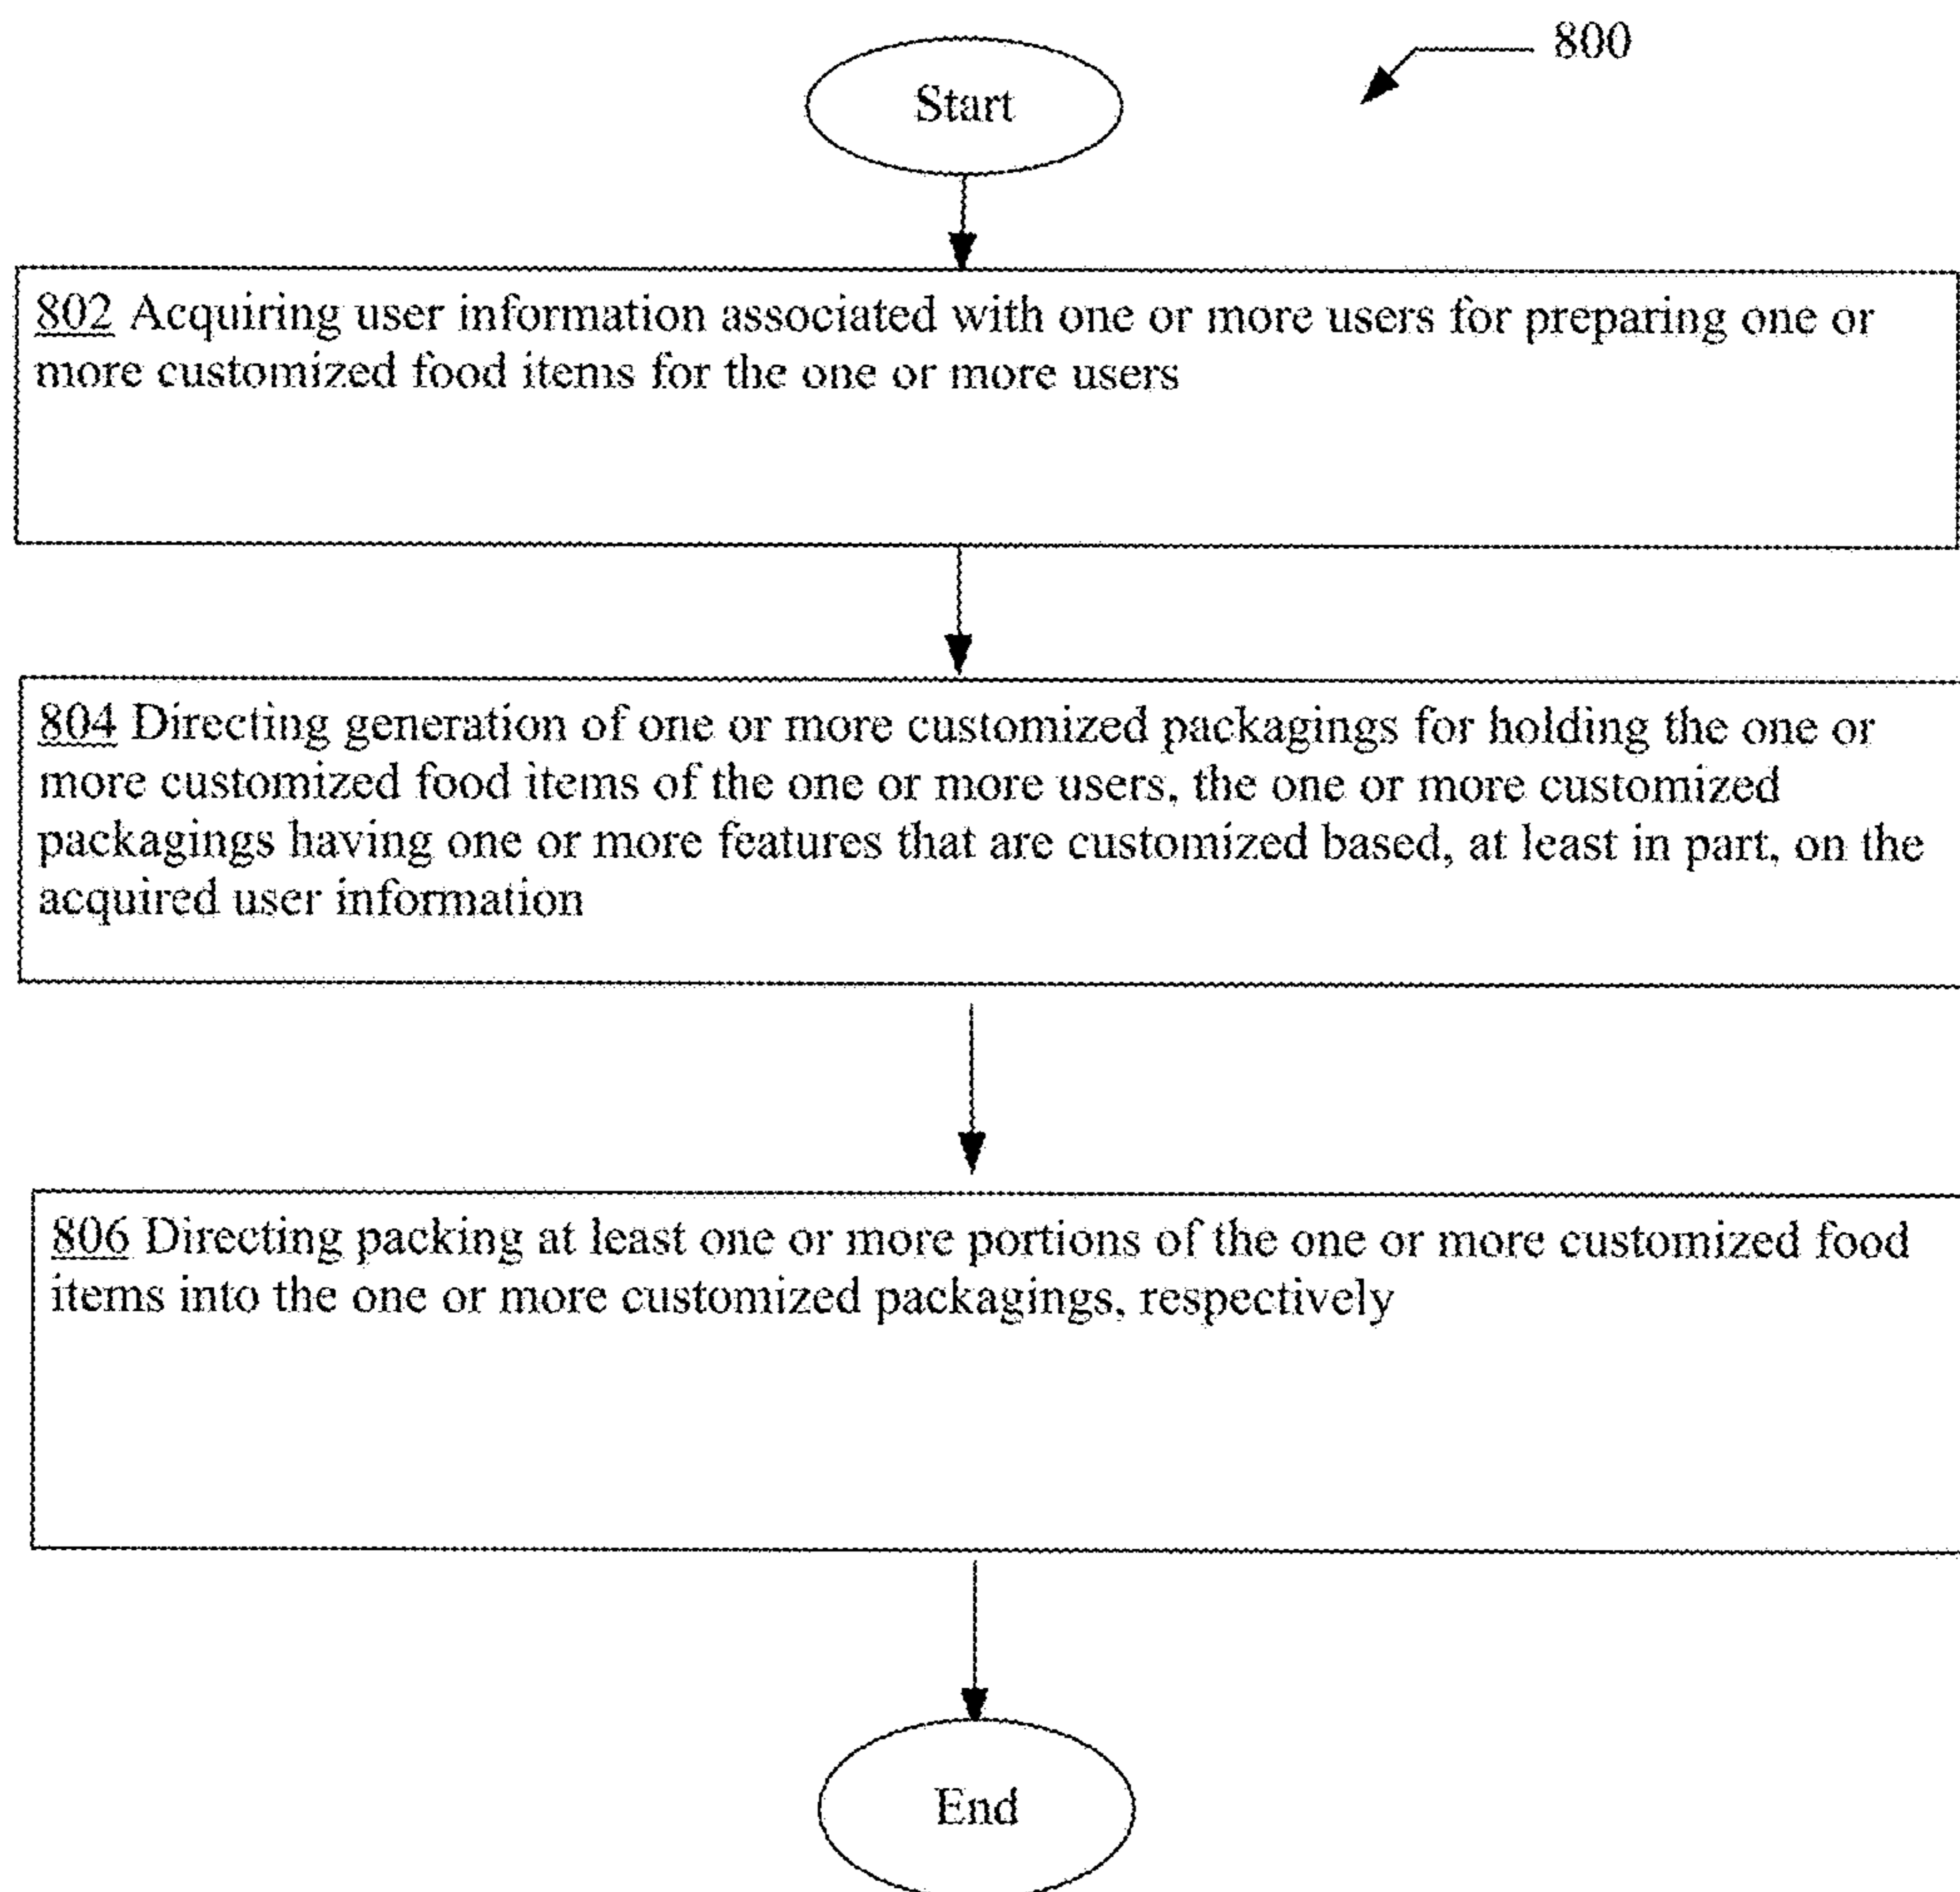 Start
800
802 Acquiring user information associated with one or more users for preparing one or
more customized food items for the one or more users
804 Directing generation of one or more customized packagings for holding the one or
more customized food items of the one or more users, the one or more customized
packagings having one or more features that are customized based, at least in part, on the
acquired user information
806 Directing packing at least one or more portions of the one or more customized food
items into the one or more customized packagings, respectively
End